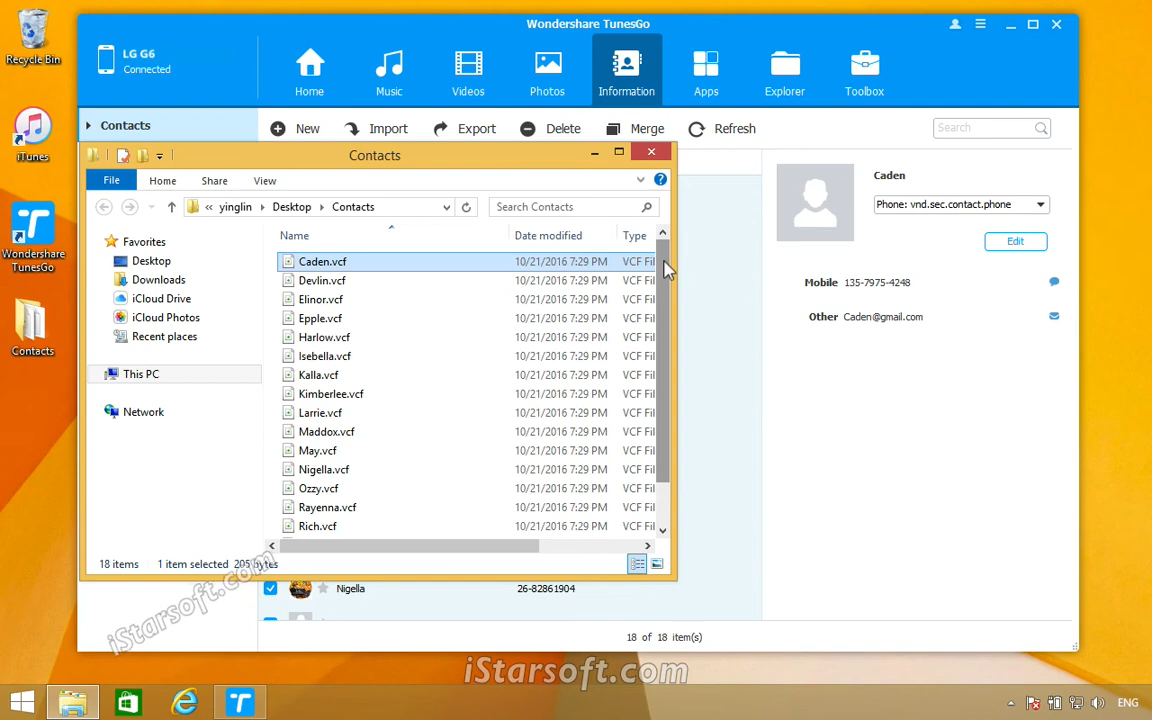 Recycle Bin
iTunes
Wondershare
TunesGo
Contacts
Wondershare TunesGo
LG G6
Connected
Home
Music
Videos
Photos
Information
Apps
Explorer
Toolbox
Contacts
New
Import
Export
Delete
Merge
Refresh
Search
Contacts
File
Home
Share
View
« yinglin
Desktop
Contacts
Search Contacts
Favorites
Desktop
Downloads
iCloud Drive
iCloud Photos
Recent places
This PC
Network
Name Date modified Type
Caden.vcf 10/21/2016 7:29 PM VCF Fil
Devlin.vcf 10/21/2016 7:29 PM VCF Fil
Elinor.vcf 10/21/2016 7:29 PM VCF Fil
Epple.vcf 10/21/2016 7:29 PM VCF Fil
Harlow.vcf 10/21/2016 7:29 PM VCF Fil
Isebella.vcf 10/21/2016 7:29 PM VCF Fil
Kalla.vcf 10/21/2016 7:29 PM VCF Fil
Kimberlee.vcf 10/21/2016 7:29 PM VCF Fil
Larrie.vcf 10/21/2016 7:29 PM VCF Fil
Maddox.vcf 10/21/2016 7:29 PM VCF Fil
May.vcf 10/21/2016 7:29 PM VCF Fil
Nigella.vcf 10/21/2016 7:29 PM VCF Fil
Ozzy.vcf 10/21/2016 7:29 PM VCF Fil
Rayenna.vcf 10/21/2016 7:29 PM VCF Fil
Rich.vcf 10/21/2016 7:29 PM VCF Fil
18 items 1 item selected 205 bytes
Nigella 26-82861904
18 of 18 item(s)
Caden
Phone: vnd.sec.contact.phone
Edit
Mobile 135-7975-4248
Other Caden@gmail.com
iStarsoft.com
iStarsoft.com
ENG